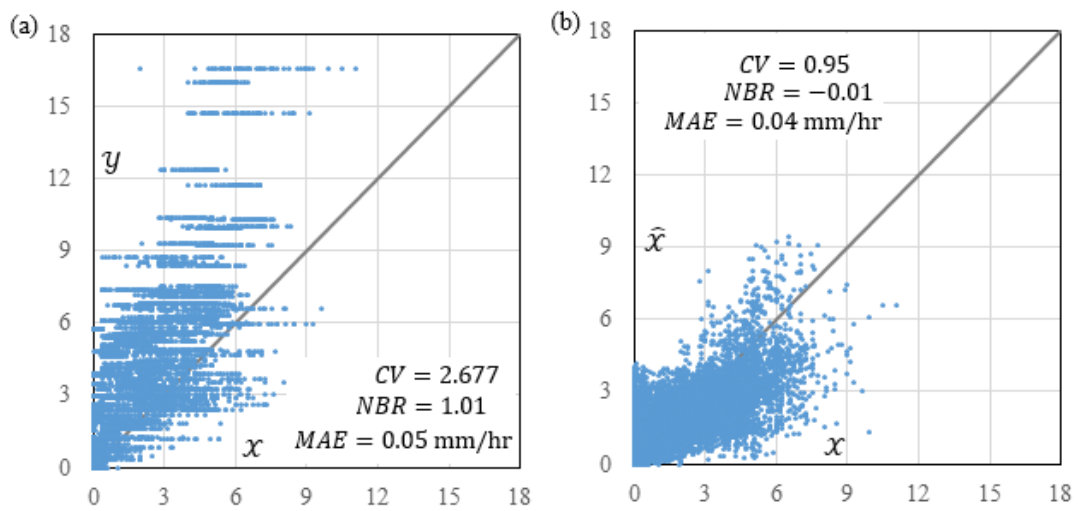 (a)
18
15
12
9
6
3
0
y
CV = 2.677
NBR = 1.01
MAE = 0.05 mm/hr
x
0 3 6 9 12 15 18
(b)
18
15
12
9
6
3
0
CV = 0.95
NBR = −0.01
MAE = 0.04 mm/hr
x̂
x
0 3 6 9 12 15 18